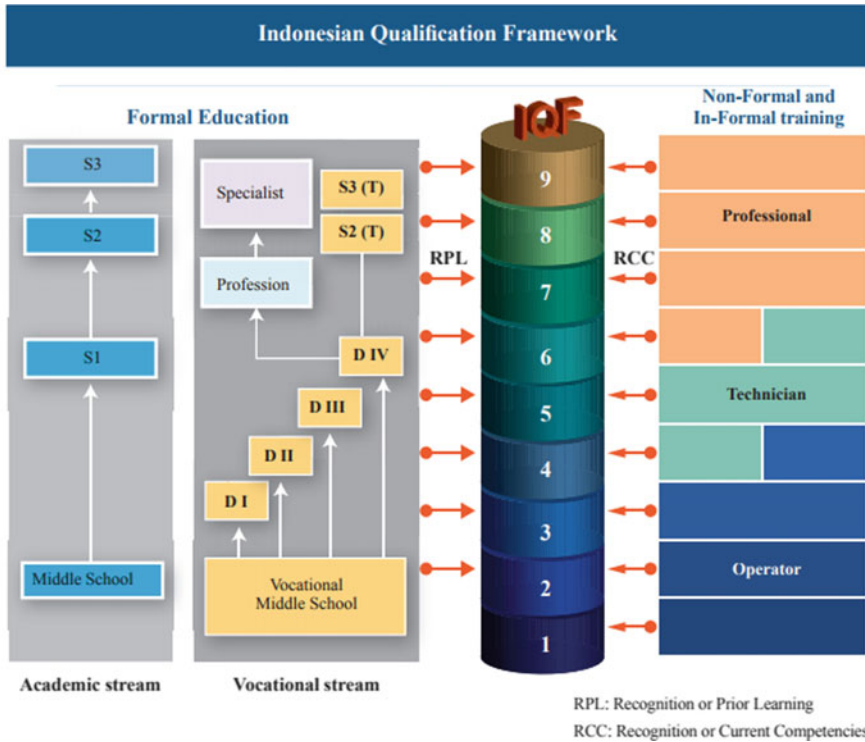 Indonesian Qualification Framework
Formal Education
IQF
Non-Formal and
In-Formal training
S3
S2
S1
Middle School
Academic stream
Specialist
S3 (T)
S2 (T)
Profession
D IV
D III
D II
D I
Vocational
Middle School
Vocational stream
RPL
9
8
7
6
5
4
3
2
1
RCC
Professional
Technician
Operator
RPL: Recognition or Prior Learning
RCC: Recognition or Current Competencies